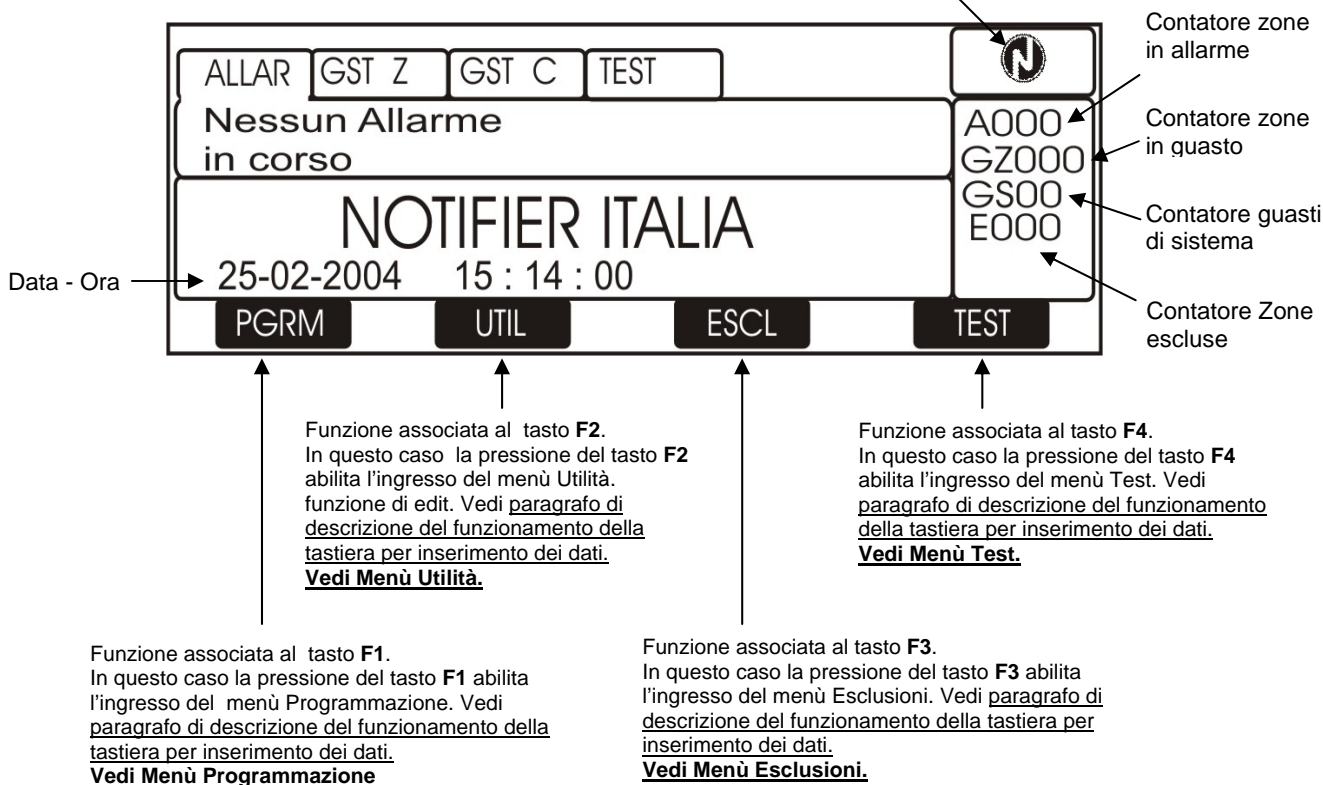 Contatore zone
in allarme
ALLAR GST Z GST C TEST
Nessun Allarme
in corso
A000
GZ000
GS00
E000
Contatore zone
in guasto
NOTIFIER ITALIA
Contatore guasti
di sistema
Data - Ora
25-02-2004 15 : 14 : 00
Contatore Zone
escluse
PGRM UTIL ESCL TEST
Funzione associata al tasto F2.
In questo caso la pressione del tasto F2
abilita l'ingresso del menù Utilità.
funzione di edit. Vedi paragrafo di
descrizione del funzionamento della
tastiera per inserimento dei dati.
Vedi Menù Utilità.
Funzione associata al tasto F4.
In questo caso la pressione del tasto F4
abilita l'ingresso del menù Test. Vedi
paragrafo di descrizione del funzionamento
della tastiera per inserimento dei dati.
Vedi Menù Test.
Funzione associata al tasto F1.
In questo caso la pressione del tasto F1 abilita
l'ingresso del menù Programmazione. Vedi
paragrafo di descrizione del funzionamento della
tastiera per inserimento dei dati.
Vedi Menù Programmazione
Funzione associata al tasto F3.
In questo caso la pressione del tasto F3 abilita
l'ingresso del menù Esclusioni. Vedi paragrafo di
descrizione del funzionamento della tastiera per
inserimento dei dati.
Vedi Menù Esclusioni.